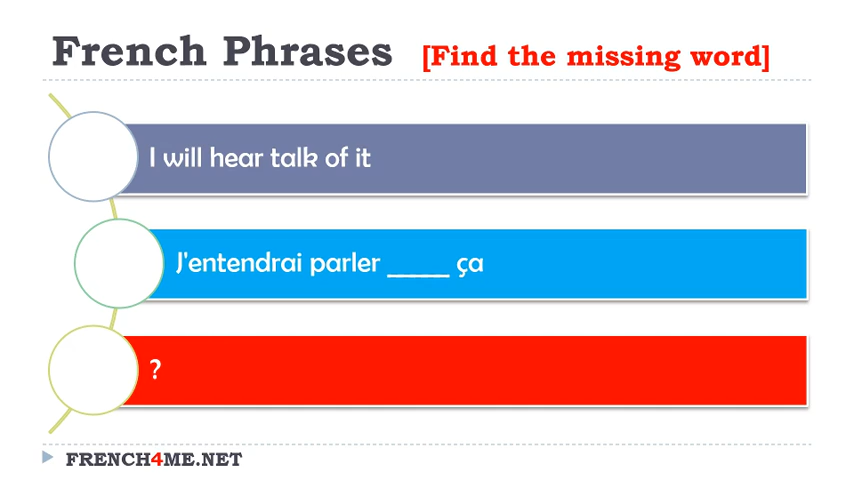 French Phrases [Find the missing word]
I will hear talk of it
J'entendrai parler _____ ça
?
FRENCH4ME.NET